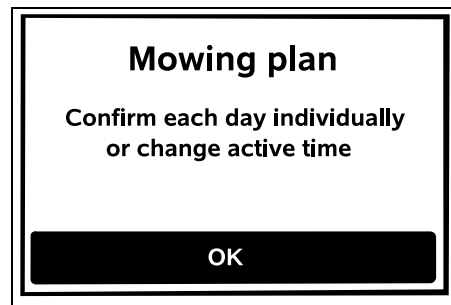 Mowing plan
Confirm each day individually
or change active time
OK